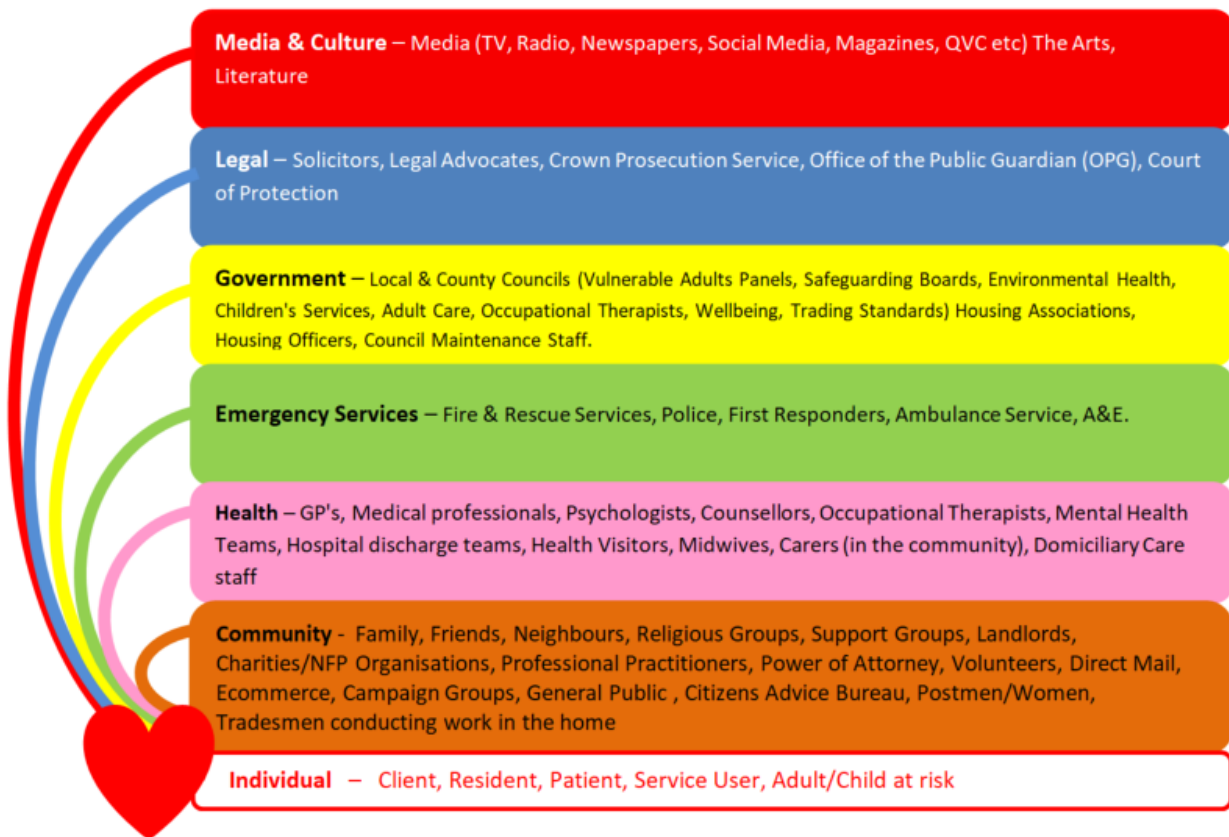 Media & Culture – Media (TV, Radio, Newspapers, Social Media, Magazines, QVC etc) The Arts,
Literature
Legal – Solicitors, Legal Advocates, Crown Prosecution Service, Office of the Public Guardian (OPG), Court
of Protection
Government – Local & County Councils (Vulnerable Adults Panels, Safeguarding Boards, Environmental Health,
Children's Services, Adult Care, Occupational Therapists, Wellbeing, Trading Standards) Housing Associations,
Housing Officers, Council Maintenance Staff.
Emergency Services – Fire & Rescue Services, Police, First Responders, Ambulance Service, A&E.
Health – GP's, Medical professionals, Psychologists, Counsellors, Occupational Therapists, Mental Health
Teams, Hospital discharge teams, Health Visitors, Midwives, Carers (in the community), Domiciliary Care
staff
Community - Family, Friends, Neighbours, Religious Groups, Support Groups, Landlords,
Charities/NFP Organisations, Professional Practitioners, Power of Attorney, Volunteers, Direct Mail,
Ecommerce, Campaign Groups, General Public , Citizens Advice Bureau, Postmen/Women,
Tradesmen conducting work in the home
Individual – Client, Resident, Patient, Service User, Adult/Child at risk